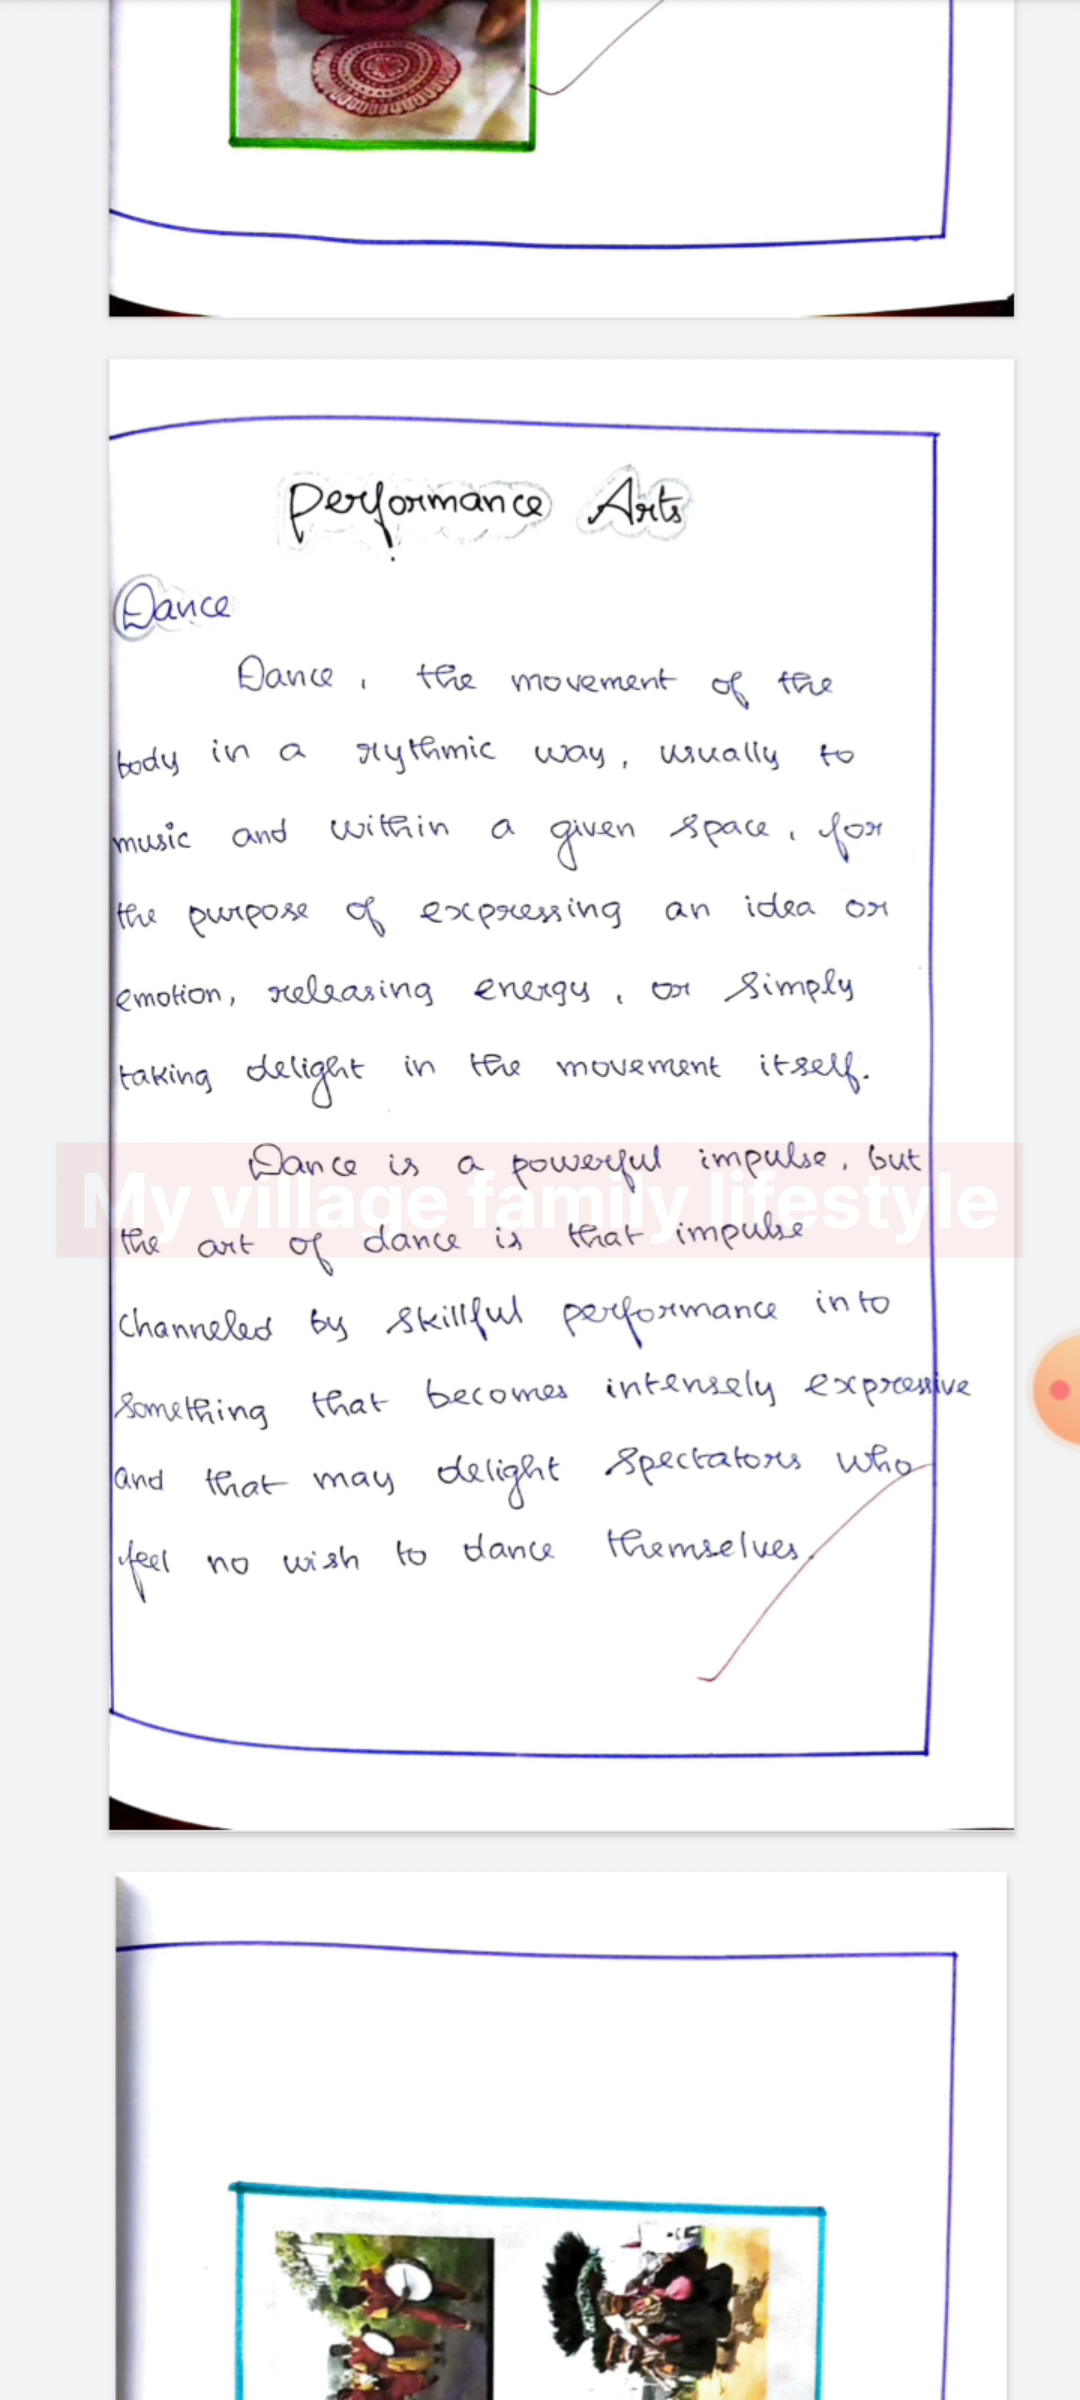 Performance Arts
Dance
Dance, the movement of the
body in a rythmic way, usually to
music and within a given space, for
the purpose of expressing an idea or
emotion, releasing energy, or simply
taking delight in the movement itself.
Dance is a powerful impulse, but
My village family lifestyle
the art of dance is that impulse
Channeled by skillful performance into
Something that becomes intensely expressive
and that may delight spectators who
feel no wish to dance themselves